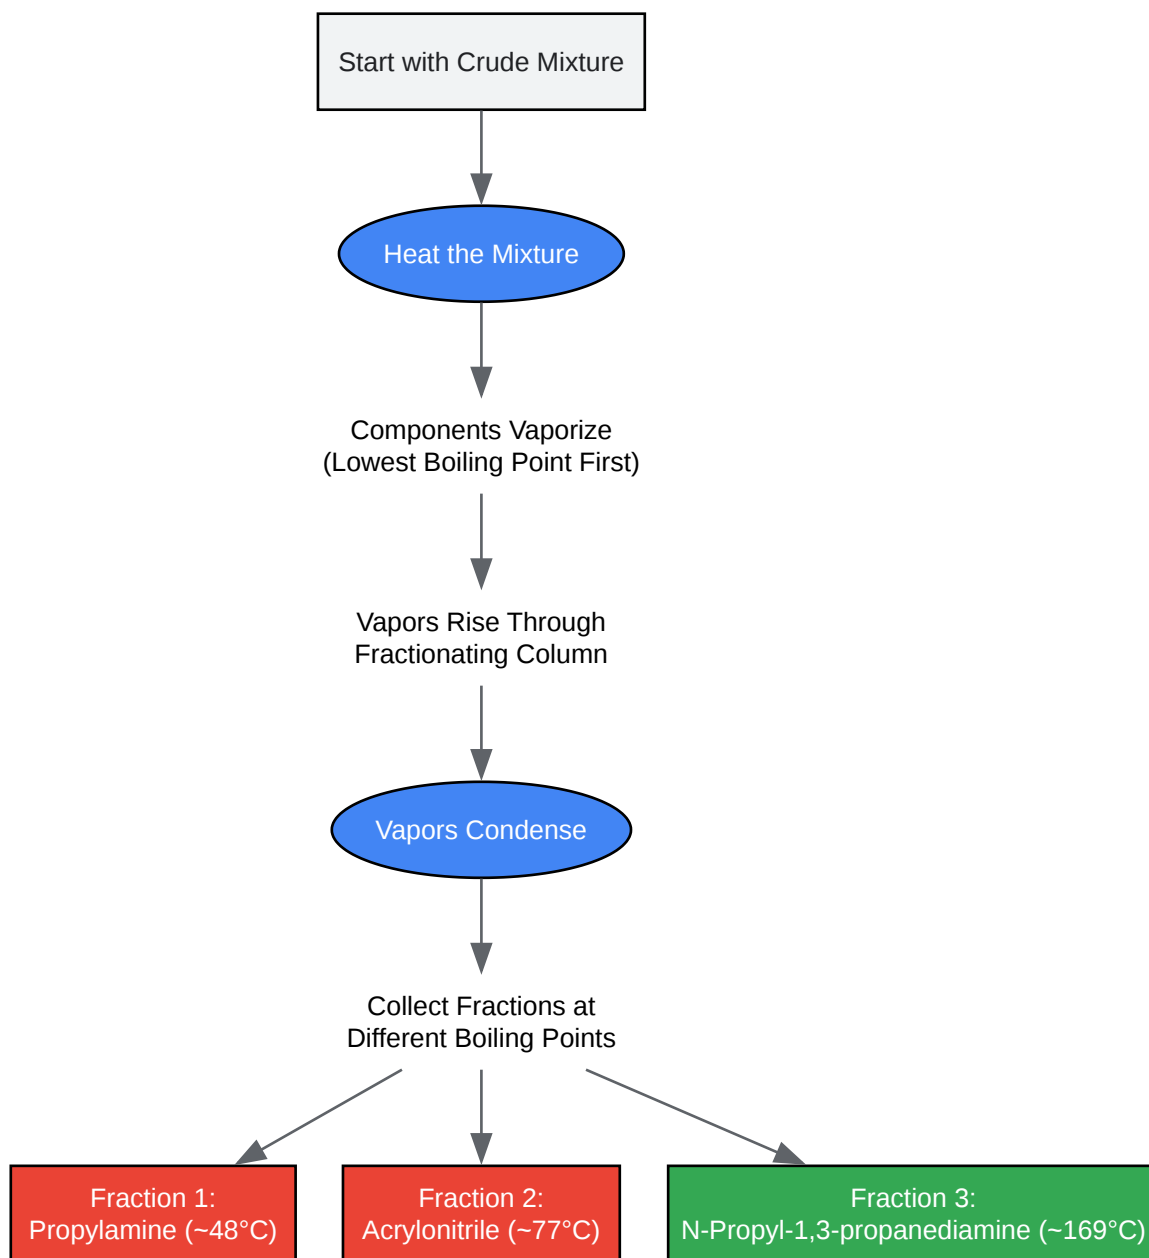 Start with Crude Mixture
Heat the Mixture
Components Vaporize
(Lowest Boiling Point First)
Vapors Rise Through
Fractionating Column
Vapors Condense
Collect Fractions at
Different Boiling Points
Fraction 1:
Propylamine (~48°C)
Fraction 2:
Acrylonitrile (~77°C)
Fraction 3:
N-Propyl-1,3-propanediamine (~169°C)